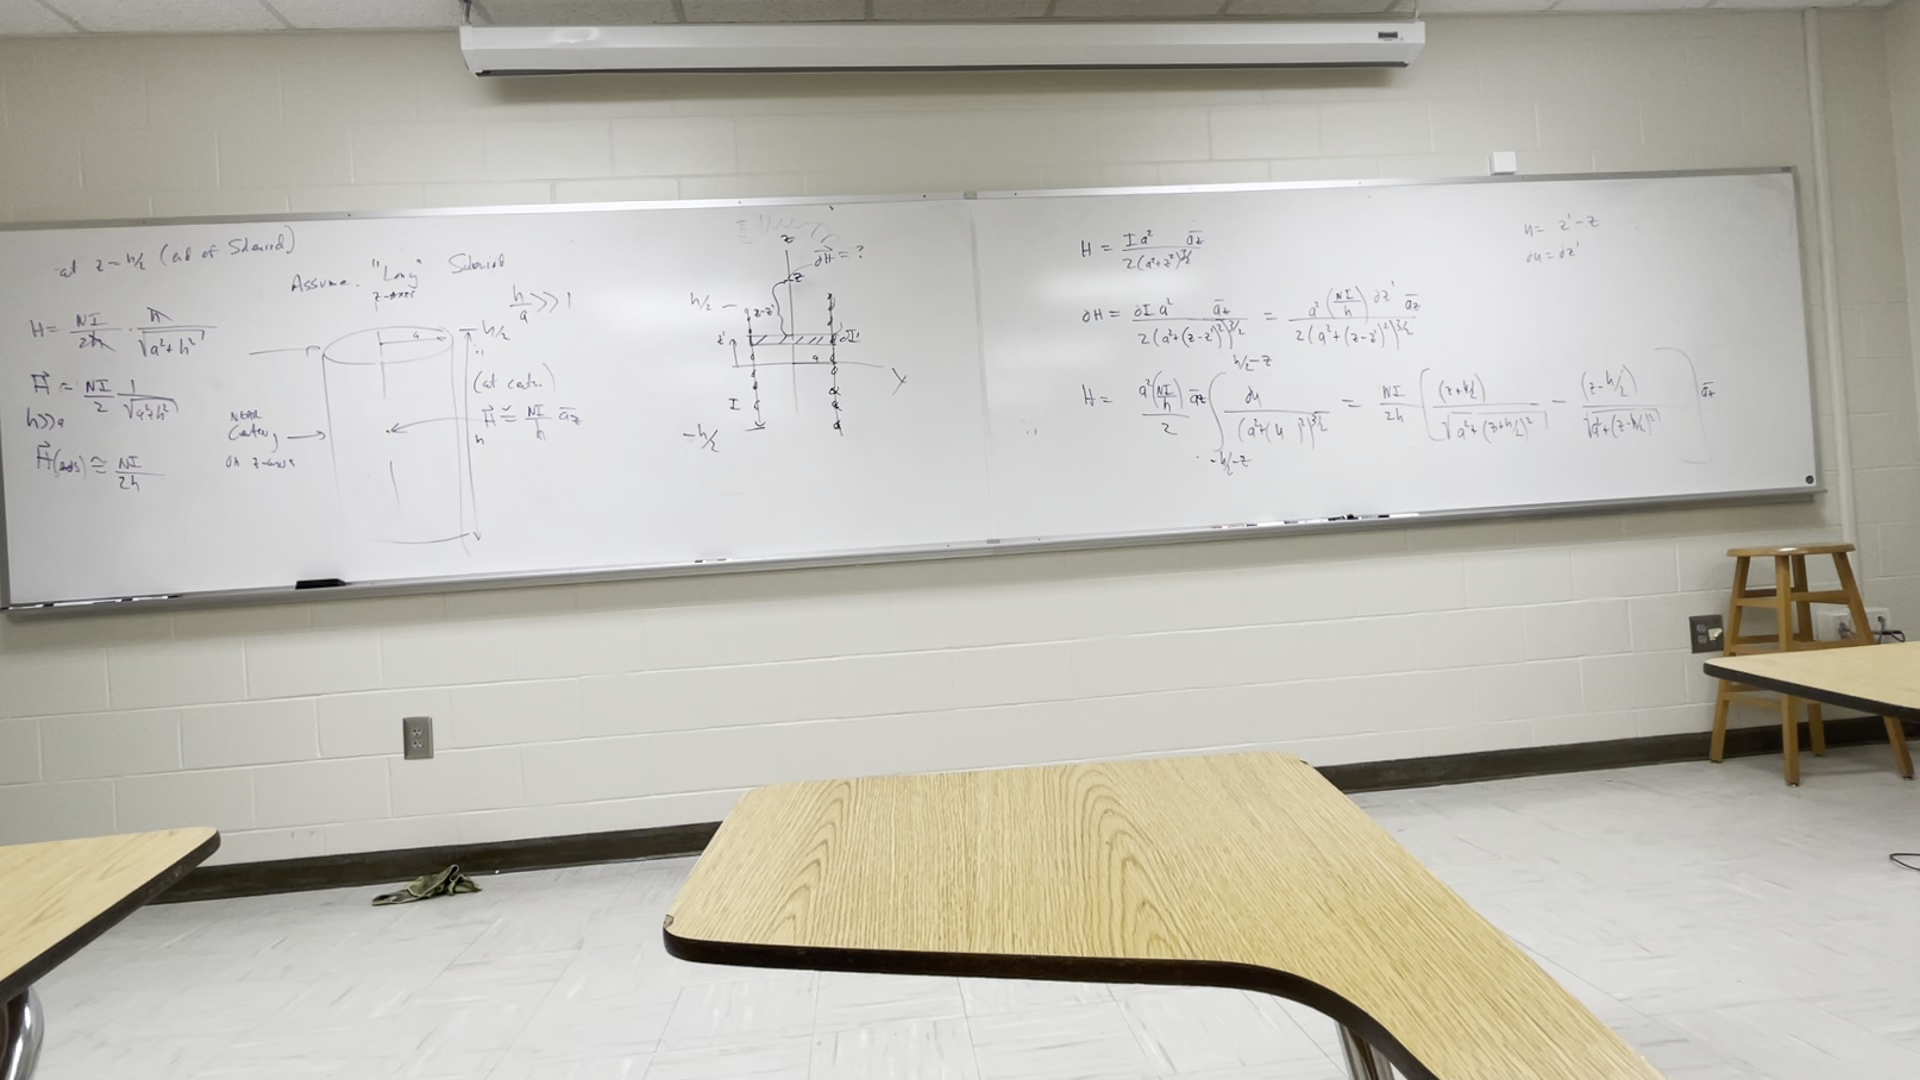 at z = h/2 (end of Solenoid)
Assume "Long" Solenoid
z-axis
h/a >> 1
H = NI/2h · h/√(a²+h²)
H = NI/2 1/√(a²+h²)
h>>a
H(ends) ≅ NI/2h
NEAR
Center,
on z-axis
a
h/2
(at center)
H ≅ NI/h az
h
z
dH = ?
z
h/2
z-z'
z'
dI'
a
y
I
-h/2
H = Ia² az / 2(a²+z²)^3/2
dH = dI a² az / 2(a²+(z-z')²)^3/2 = a² (NI/h) dz' az / 2(a²+(z-z')²)^3/2
H = a²(NI/h)/2 az ∫ du/(a²+(u)²)^3/2 = NI/2h [ (z+h/2)/√(a²+(z+h/2)²) - (z-h/2)/√(a²+(z-h/2)²) ] az
h/2-z
-h/2-z
u = z'-z
du = dz'